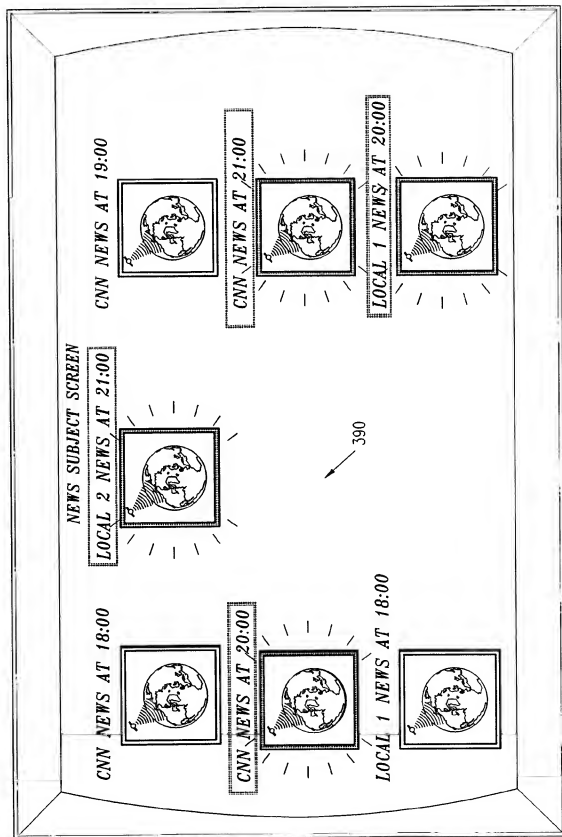 NEWS SUBJECT SCREEN
CNN NEWS AT 18:00
LOCAL 2 NEWS AT 21:00
CNN NEWS AT 19:00
CNN NEWS AT 20:00
CNN NEWS AT 21:00
LOCAL 1 NEWS AT 18:00
LOCAL 1 NEWS AT 20:00
390